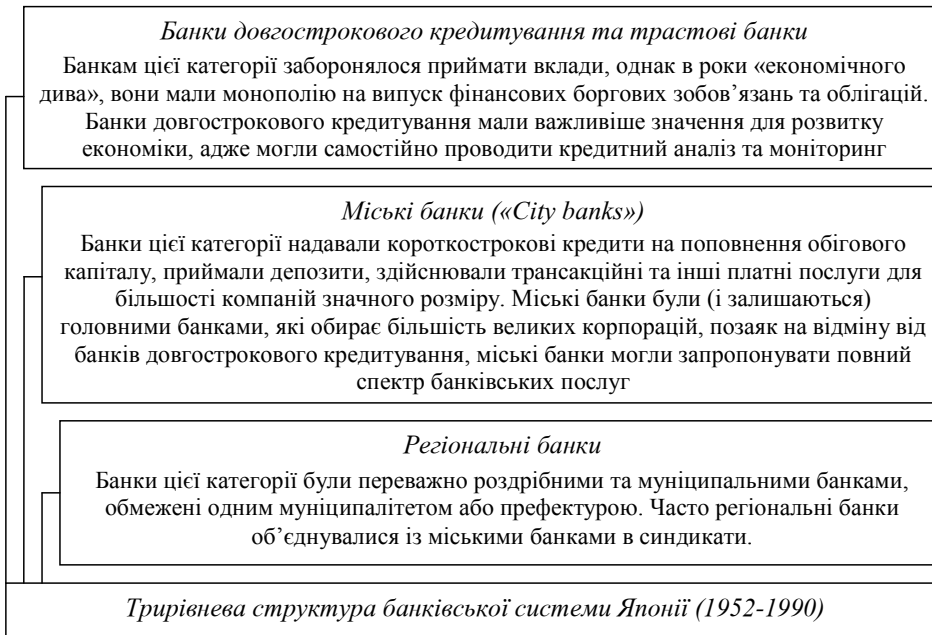 Банки довгострокового кредитування та трастові банки
Банкам цієї категорії заборонялося приймати вклади, однак в роки «економічного
дива», вони мали монополію на випуск фінансових боргових зобов’язань та облігацій.
Банки довгострокового кредитування мали важливіше значення для розвитку
економіки, адже могли самостійно проводити кредитний аналіз та моніторинг
Міські банки («City banks»)
Банки цієї категорії надавали короткострокові кредити на поповнення обігового
капіталу, приймали депозити, здійснювали трансакційні та інші платні послуги для
більшості компаній значного розміру. Міські банки були (і залишаються)
головними банками, які обирає більшість великих корпорацій, позаяк на відміну від
банків довгострокового кредитування, міські банки могли запропонувати повний
спектр банківських послуг
Регіональні банки
Банки цієї категорії були переважно роздрібними та муніципальними банками,
обмежені одним муніципалітетом або префектурою. Часто регіональні банки
об’єднувалися із міськими банками в синдикати.
Трирівнева структура банківської системи Японії (1952-1990)